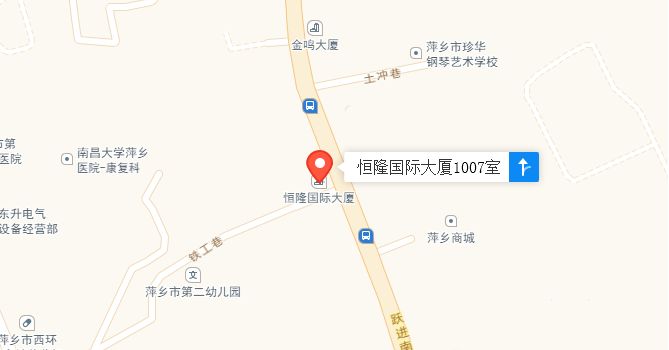 金鸣大厦
萍乡市珍华
钢琴艺术学校
土冲巷
市第
医院
南昌大学萍乡
医院-康复科
恒隆国际大厦1007室
恒隆国际大厦
东升电气
设备经营部
铁工巷
萍乡商城
文
萍乡市第二幼儿园
跃进南
萍乡市西环